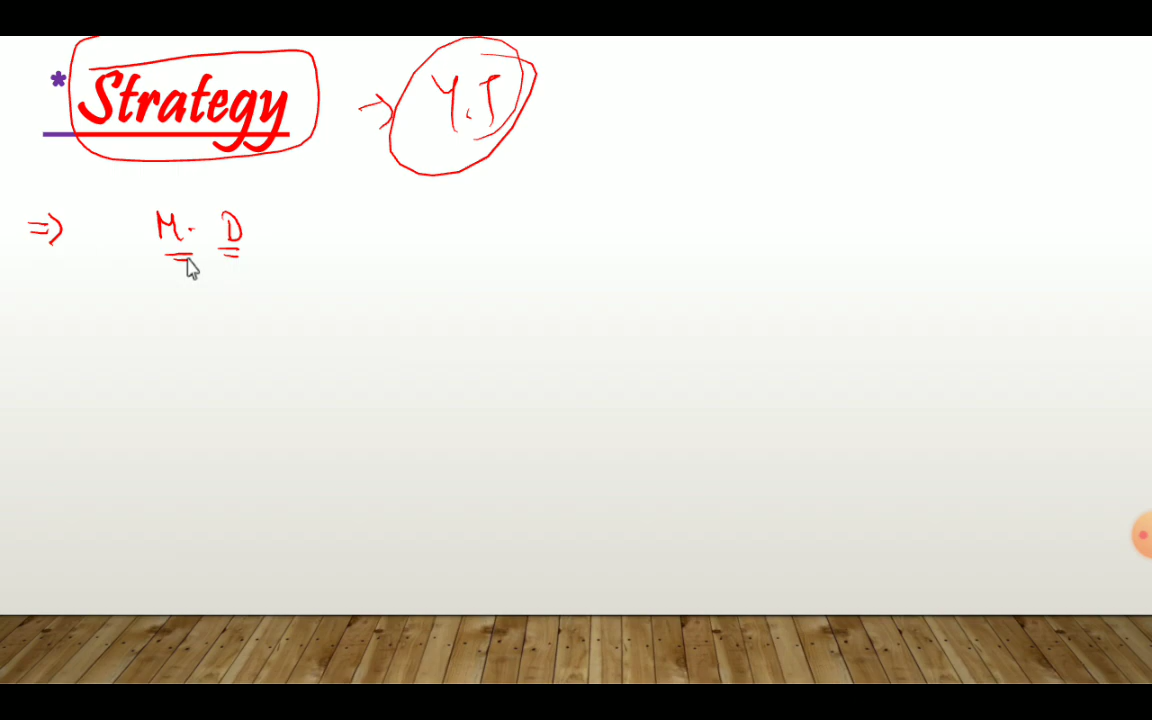 * Strategy → Y.T
⇒ M. D